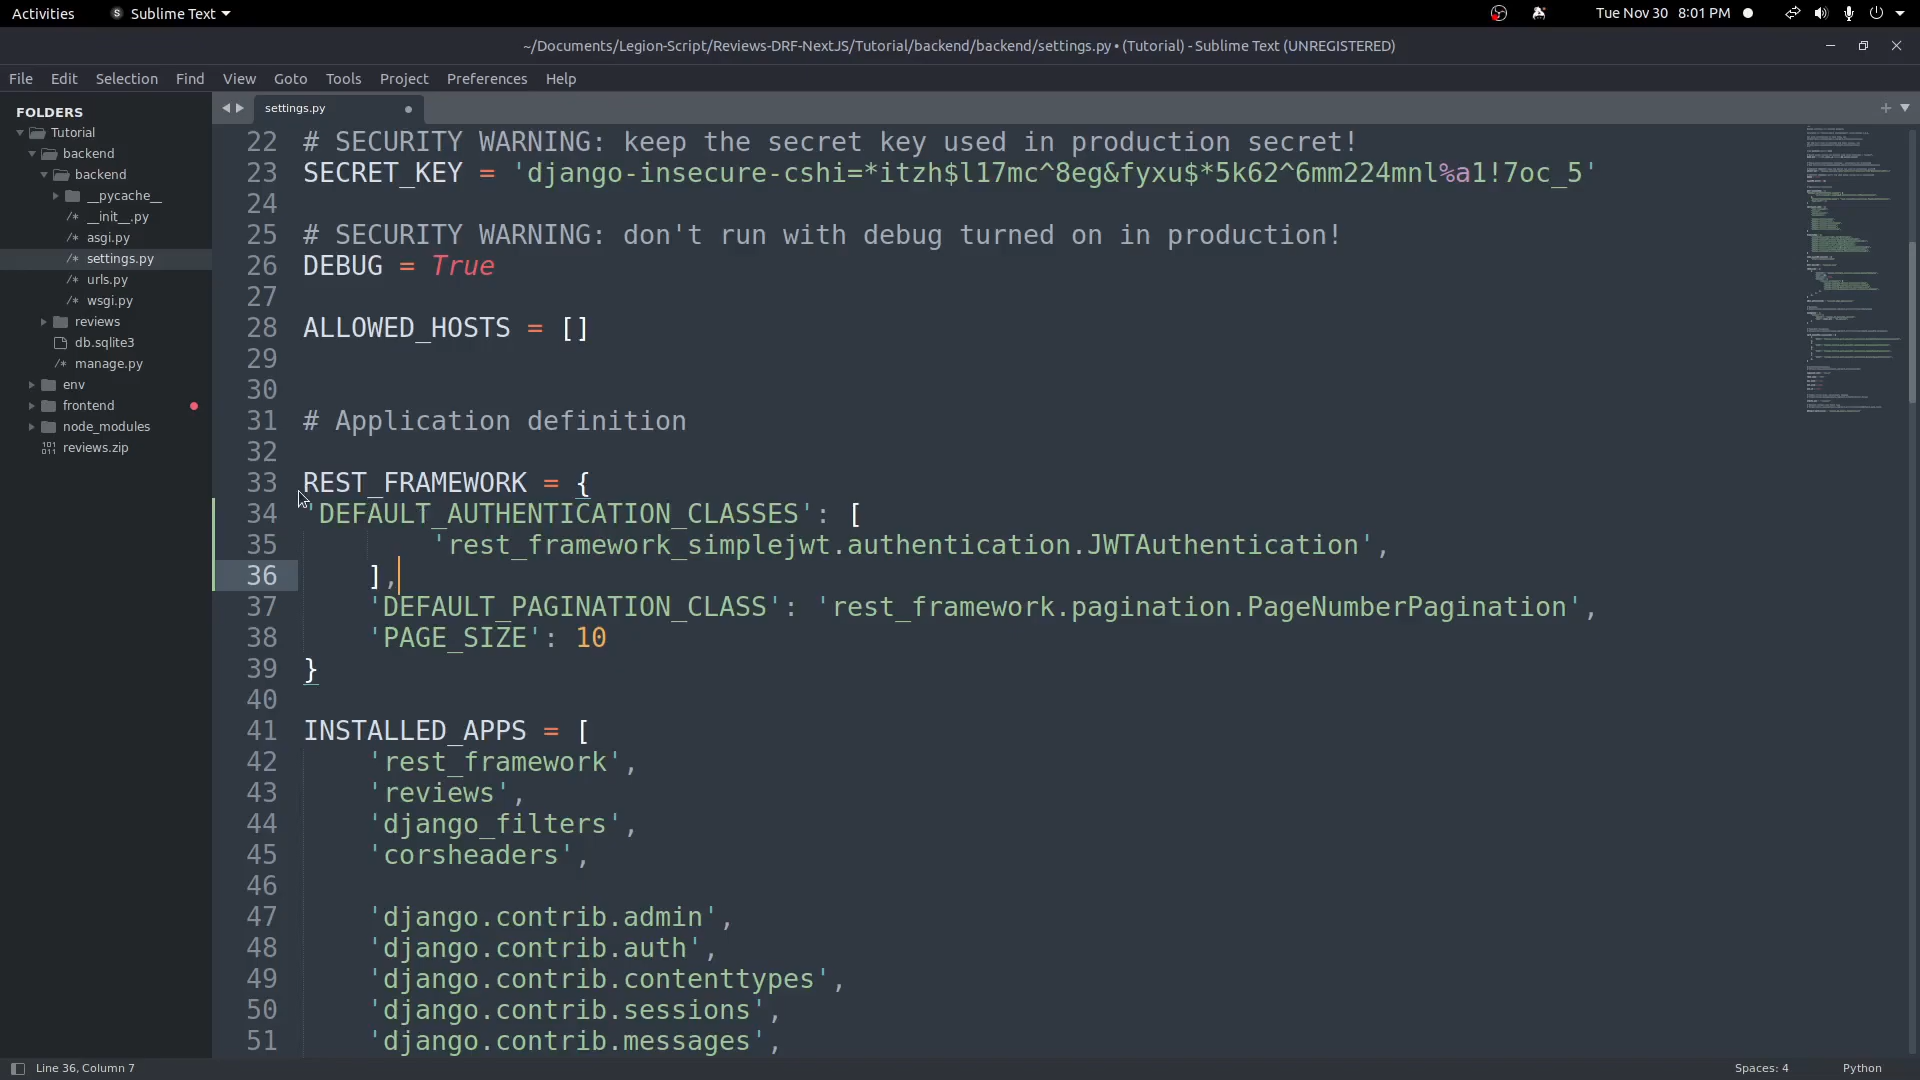 Activities
Sublime Text
Tue Nov 30 8:01 PM
~/Documents/Legion-Script/Reviews-DRF-NextJS/Tutorial/backend/backend/settings.py • (Tutorial) - Sublime Text (UNREGISTERED)
File Edit Selection Find View Goto Tools Project Preferences Help
FOLDERS
Tutorial
backend
backend
__pycache__
/* __init__.py
/* asgi.py
/* settings.py
/* urls.py
/* wsgi.py
reviews
db.sqlite3
/* manage.py
env
frontend
node_modules
reviews.zip
settings.py
22 # SECURITY WARNING: keep the secret key used in production secret!
23 SECRET_KEY = 'django-insecure-cshi=*itzh$l17mc^8eg&fyxu$*5k62^6mm224mnl%a1!7oc_5'
24
25 # SECURITY WARNING: don't run with debug turned on in production!
26 DEBUG = True
27
28 ALLOWED_HOSTS = []
29
30
31 # Application definition
32
33 REST_FRAMEWORK = {
34 'DEFAULT_AUTHENTICATION_CLASSES': [
35 'rest_framework_simplejwt.authentication.JWTAuthentication',
36 ],
37 'DEFAULT_PAGINATION_CLASS': 'rest_framework.pagination.PageNumberPagination',
38 'PAGE_SIZE': 10
39 }
40
41 INSTALLED_APPS = [
42 'rest_framework',
43 'reviews',
44 'django_filters',
45 'corsheaders',
46
47 'django.contrib.admin',
48 'django.contrib.auth',
49 'django.contrib.contenttypes',
50 'django.contrib.sessions',
51 'django.contrib.messages',
Line 36, Column 7
Spaces: 4
Python